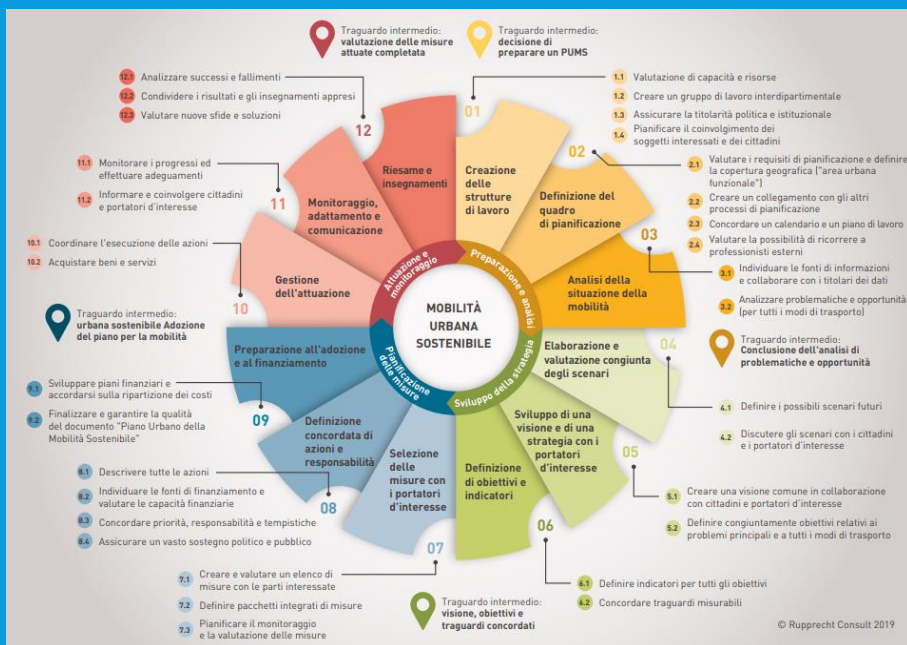 Traguardo intermedio:
valutazione delle misure
attuate completata
Traguardo intermedio:
decisione di
preparare un PUMS
12.1 Analizzare successi e fallimenti
12.2 Condividere i risultati e gli insegnamenti appresi
12.3 Valutare nuove sfide e soluzioni
11.1 Monitorare i progressi ed
effettuare adeguamenti
11.2 Informare e coinvolgere cittadini
e portatori d'interesse
10.1 Coordinare l'esecuzione delle azioni
10.2 Acquistare beni e servizi
Traguardo intermedio:
urbana sostenibile Adozione
del piano per la mobilità
9.1 Sviluppare piani finanziari e
accordarsi sulla ripartizione dei costi
9.2 Finalizzare e garantire la qualità
del documento "Piano Urbano della
Mobilità Sostenibile"
8.1 Descrivere tutte le azioni
8.2 Individuare le fonti di finanziamento e
valutare le capacità finanziarie
8.3 Concordare priorità, responsabilità e tempistiche
8.4 Assicurare un vasto sostegno politico e pubblico
7.1 Creare e valutare un elenco di
misure con le parti interessate
7.2 Definire pacchetti integrati di misure
7.3 Pianificare il monitoraggio
e la valutazione delle misure
01
Creazione
delle
strutture
di lavoro
02
Definizione del
quadro
di pianificazione
03
Analisi della
situazione della
mobilità
04
Elaborazione e
valutazione congiunta
degli scenari
05
Sviluppo di una
visione e di una
strategia con i
portatori d'interesse
06
Definizione
di obiettivi e
indicatori
07
Selezione
delle
misure con
i portatori
d'interesse
08
Definizione
concordata di
azioni e
responsabilità
09
Preparazione all'adozione
e al finanziamento
10
Gestione
dell'attuazione
11
Monitoraggio,
adattamento e
comunicazione
12
Riesame e
insegnamenti
Preparazione e analisi
Sviluppo della strategia
Pianificazione
delle misure
Attuazione e
monitoraggio
MOBILITÀ
URBANA
SOSTENIBILE
1.1 Valutazione di capacità e risorse
1.2 Creare un gruppo di lavoro interdipartimentale
1.3 Assicurare la titolarità politica e istituzionale
1.4 Pianificare il coinvolgimento dei
soggetti interessati e dei cittadini
2.1 Valutare i requisiti di pianificazione e definire
la copertura geografica ("area urbana
funzionale")
2.2 Creare un collegamento con gli altri
processi di pianificazione
2.3 Concordare un calendario e un piano di lavoro
2.4 Valutare la possibilità di ricorrere a
professionisti esterni
3.1 Individuare le fonti di informazioni
e collaborare con i titolari dei dati
3.2 Analizzare problematiche e opportunità
(per tutti i modi di trasporto)
Traguardo intermedio:
Conclusione dell'analisi di
problematiche e opportunità
4.1 Definire i possibili scenari futuri
4.2 Discutere gli scenari con i cittadini
e i portatori d'interesse
5.1 Creare una visione comune in collaborazione
con cittadini e portatori d'interesse
5.2 Definire congiuntamente obiettivi relativi ai
problemi principali e a tutti i modi di trasporto
6.1 Definire indicatori per tutti gli obiettivi
6.2 Concordare traguardi misurabili
Traguardo intermedio:
visione, obiettivi e
traguardi concordati
© Rupprecht Consult 2019